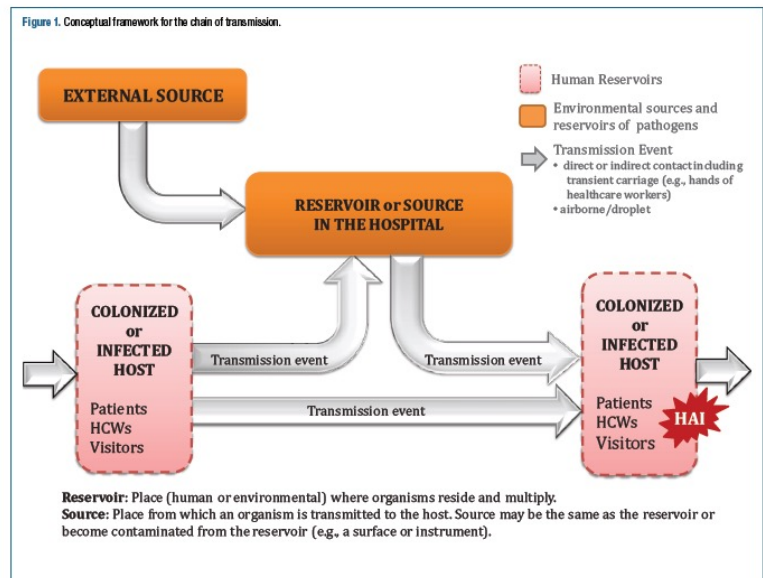 Figure 1. Conceptual framework for the chain of transmission.
EXTERNAL SOURCE
Human Reservoirs
Environmental sources and
reservoirs of pathogens
Transmission Event
• direct or indirect contact including
transient carriage (e.g., hands of
healthcare workers)
• airborne/droplet
RESERVOIR or SOURCE
IN THE HOSPITAL
COLONIZED
or
INFECTED
HOST
Patients
HCWs
Visitors
Transmission event
Transmission event
Transmission event
COLONIZED
or
INFECTED
HOST
Patients
HCWs
Visitors
HAI
Reservoir: Place (human or environmental) where organisms reside and multiply.
Source: Place from which an organism is transmitted to the host. Source may be the same as the reservoir or
become contaminated from the reservoir (e.g., a surface or instrument).